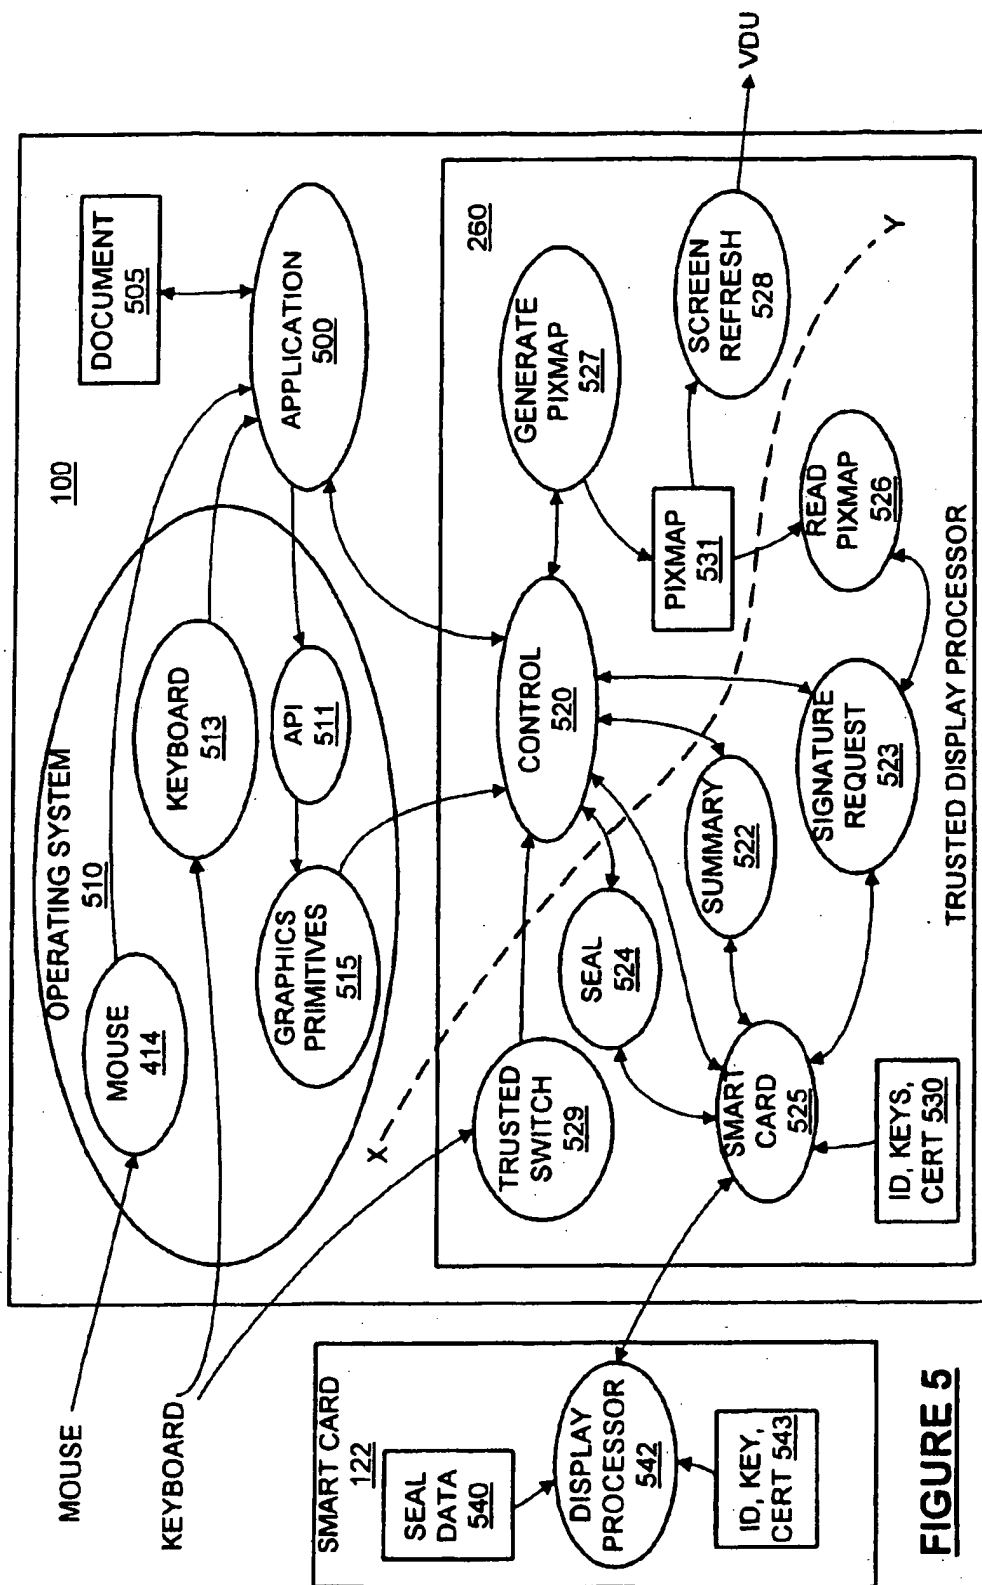 VDU
100
DOCUMENT
505
APPLICATION
500
OPERATING SYSTEM
510
MOUSE
414
KEYBOARD
513
API
511
GRAPHICS
PRIMITIVES
515
260
GENERATE
PIXMAP
527
SCREEN
REFRESH
528
PIXMAP
531
READ
PIXMAP
526
CONTROL
520
SEAL
524
SUMMARY
522
SIGNATURE
REQUEST
523
TRUSTED
SWITCH
529
SMART
CARD
525
ID, KEYS,
CERT 530
X
Y
TRUSTED DISPLAY PROCESSOR
MOUSE
KEYBOARD
SMART CARD
122
SEAL
DATA
540
DISPLAY
PROCESSOR
542
ID, KEY,
CERT 543
FIGURE 5